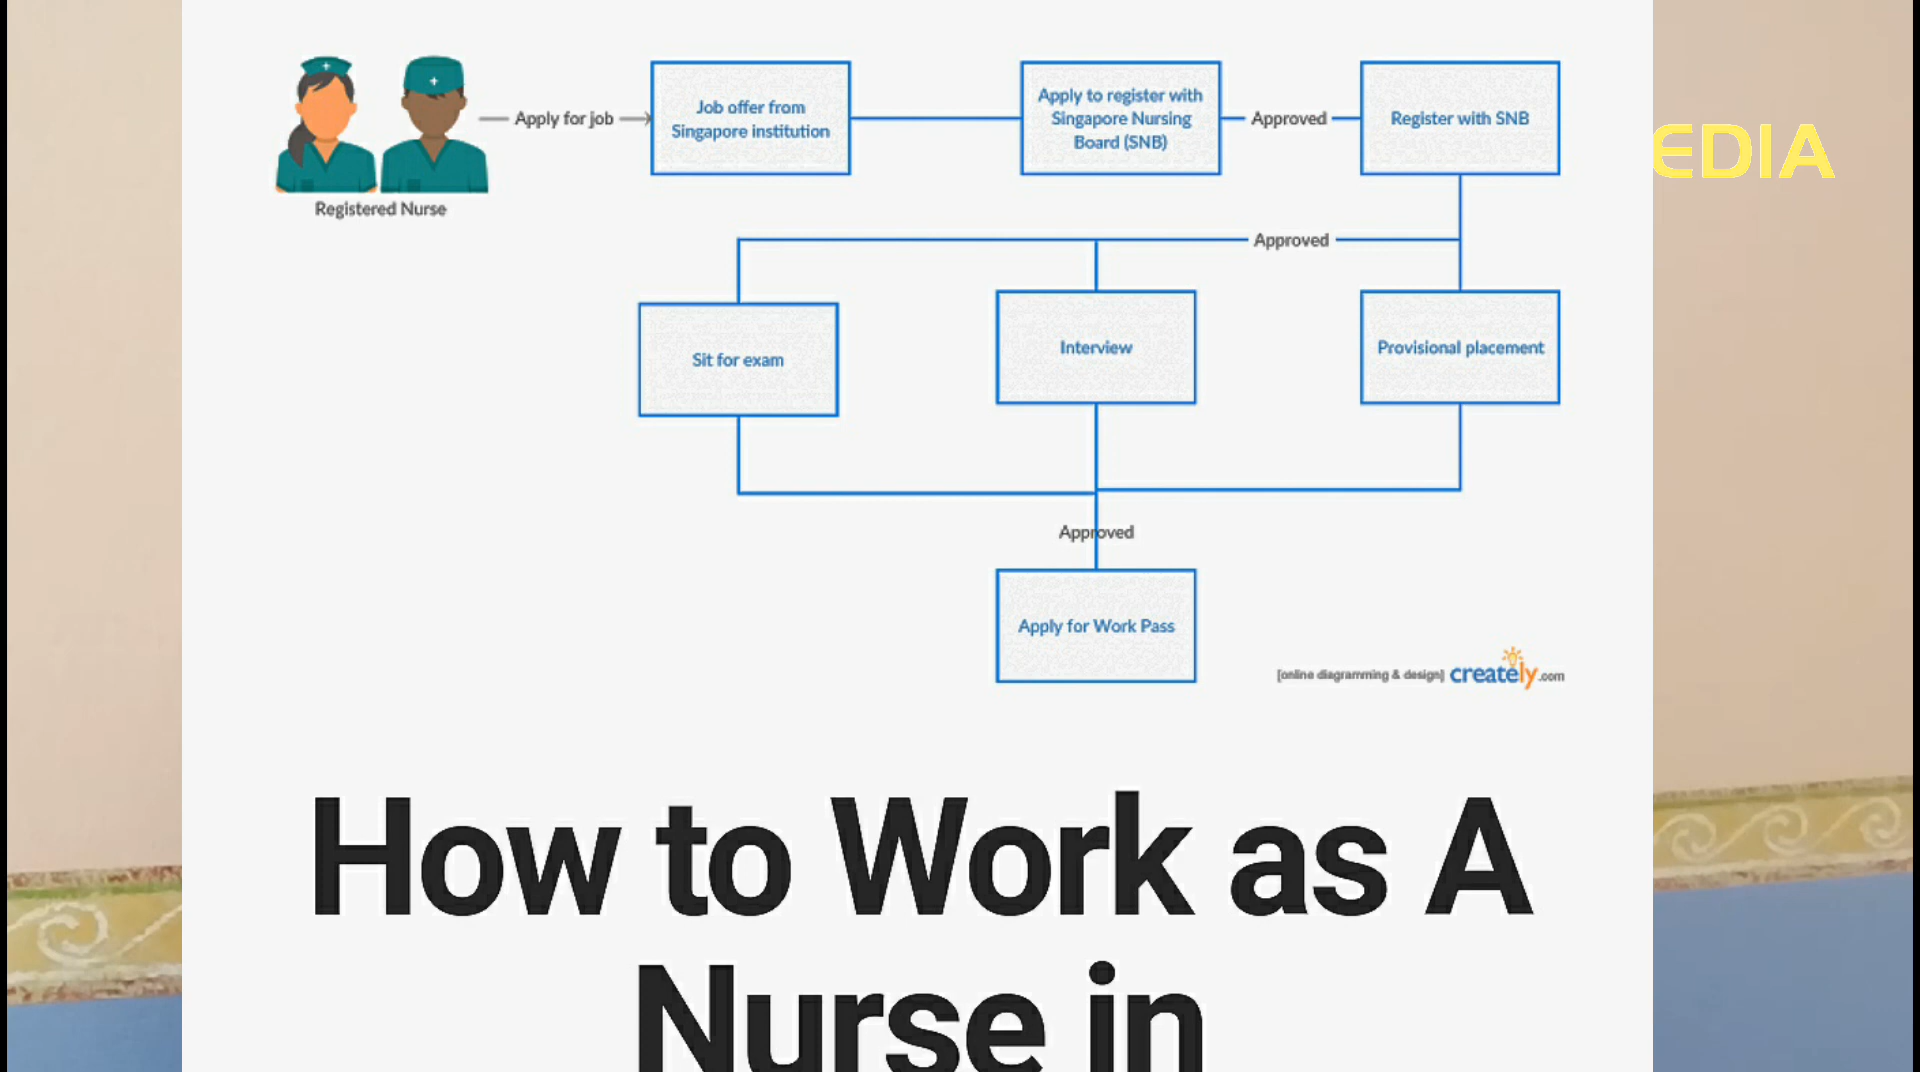 Apply for job
Job offer from
Singapore institution
Apply to register with
Singapore Nursing
Board (SNB)
Approved
Register with SNB
EDIA
Registered Nurse
Approved
Sit for exam
Interview
Provisional placement
Approved
Apply for Work Pass
[online diagramming & design] creately.com
How to Work as A
Nurse in